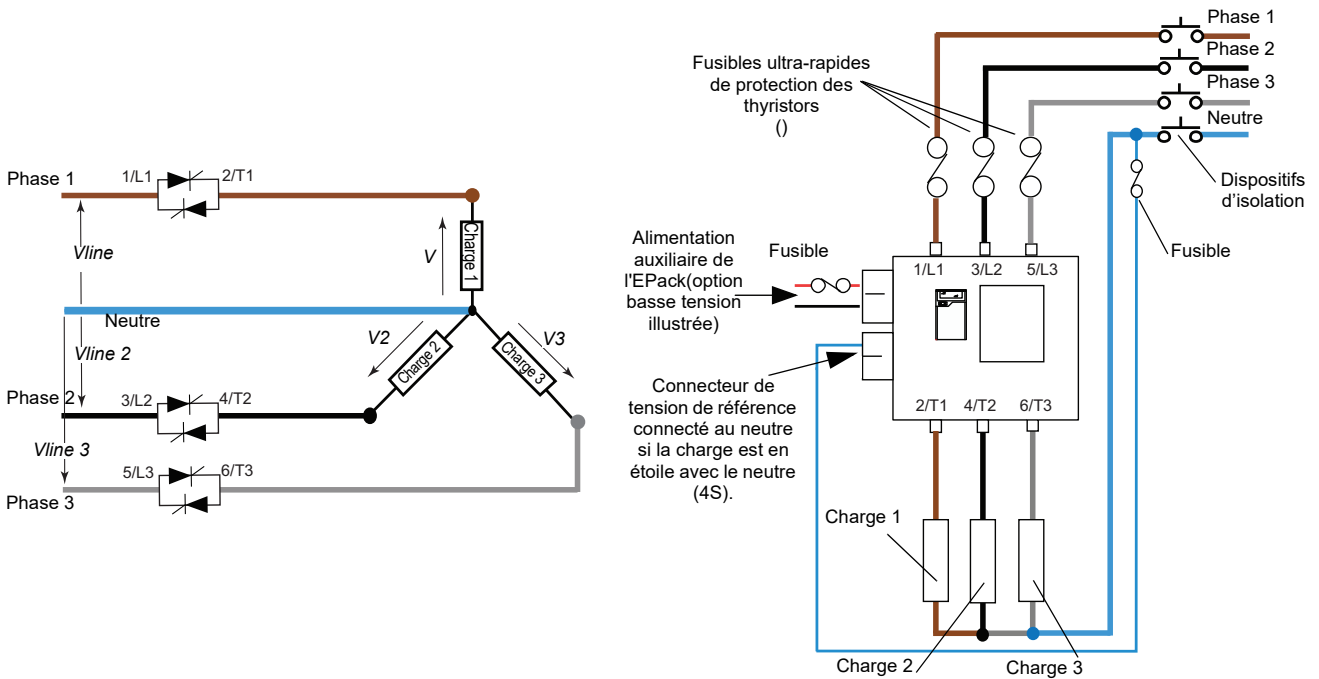 Phase 1
1/L1
2/T1
Vline
V
Charge 1
Neutre
Vline 2
V2
V3
Charge 2
Charge 3
Phase 2
3/L2
4/T2
Vline 3
5/L3
6/T3
Phase 3
Phase 1
Phase 2
Phase 3
Neutre
Fusibles ultra-rapides
de protection des
thyristors
()
Dispositifs
d'isolation
Fusible
Alimentation
auxiliaire de
l'EPack(option
basse tension
illustrée)
Fusible
1/L1
3/L2
5/L3
Connecteur de
tension de référence
connecté au neutre
si la charge est en
étoile avec le neutre
(4S).
2/T1
4/T2
6/T3
Charge 1
Charge 2
Charge 3